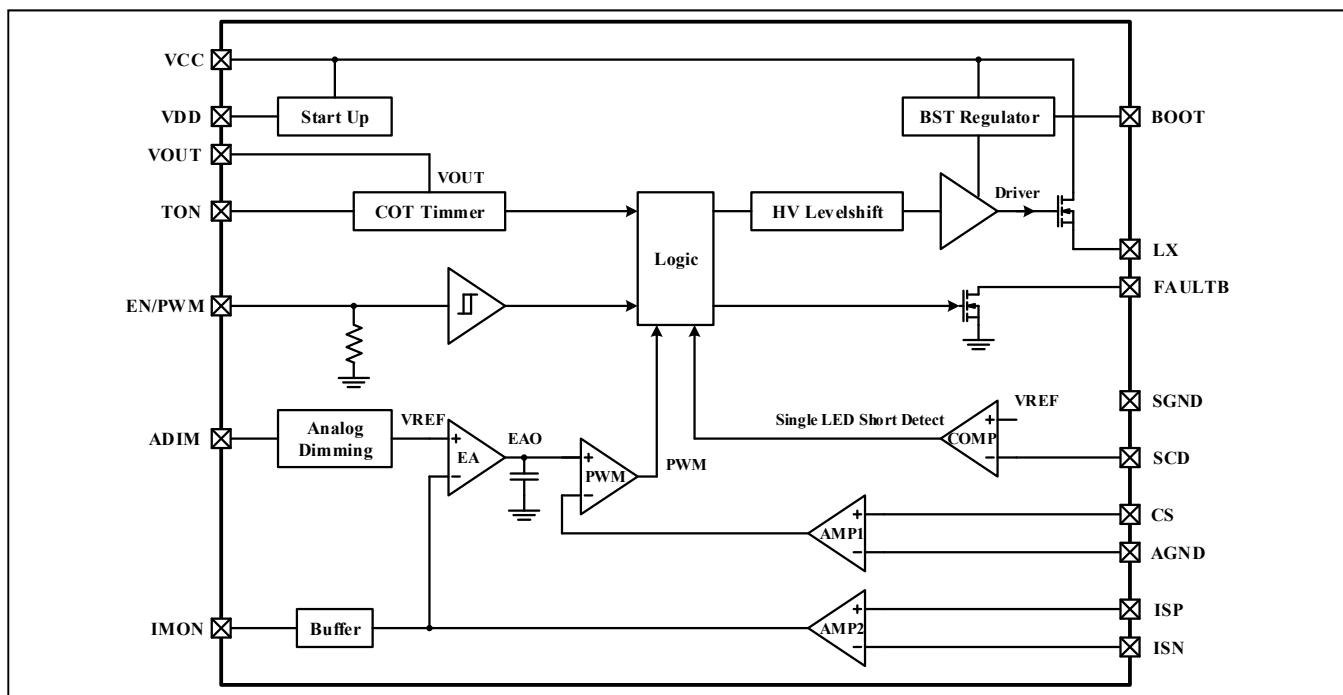 VCC
VDD
Start Up
BST Regulator
BOOT
VOUT
VOUT
TON
COT Timmer
Logic
HV Levelshift
Driver
LX
EN/PWM
FAULTB
ADIM
Analog
Dimming
VREF
+
EA
−
EAO
+
PWM
−
PWM
Single LED Short Detect
+
COMP
−
VREF
SGND
SCD
+
AMP1
−
CS
AGND
IMON
Buffer
+
AMP2
−
ISP
ISN